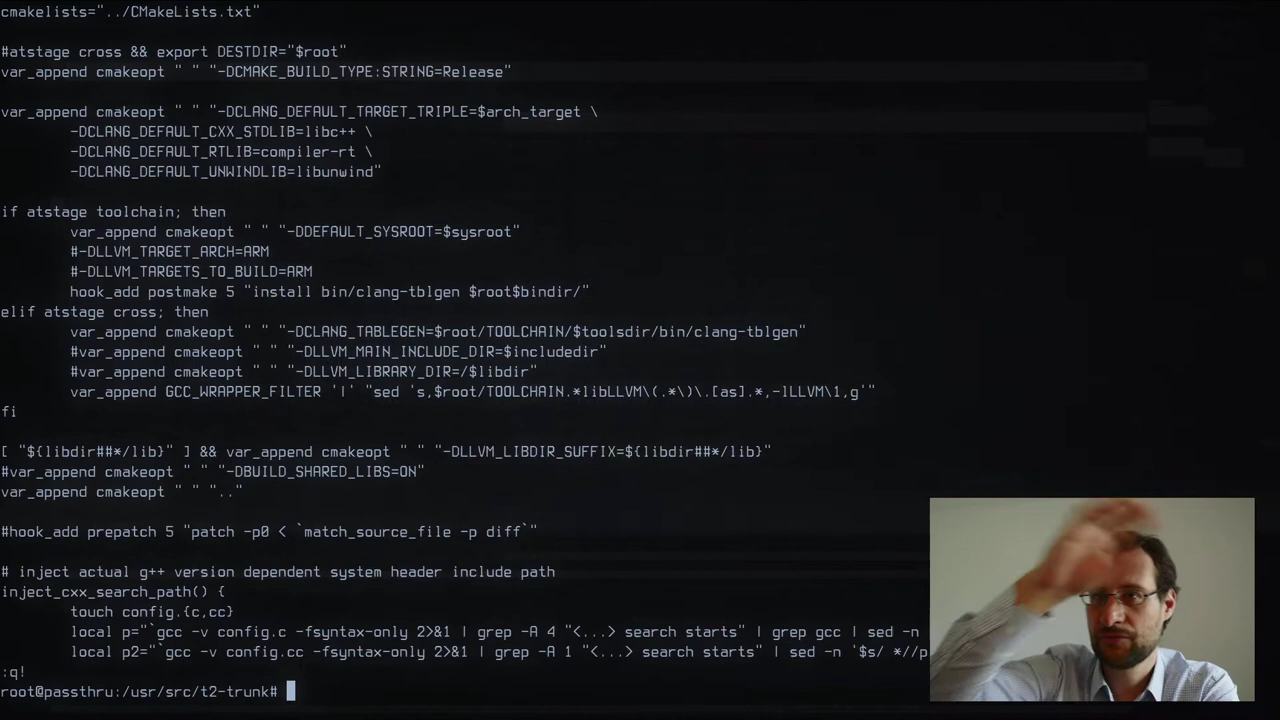 cmakelists="../CMakeLists.txt"
#atstage cross && export DESTDIR="$root"
var_append cmakeopt " " "-DCMAKE_BUILD_TYPE:STRING=Release"
var_append cmakeopt " " "-DCLANG_DEFAULT_TARGET_TRIPLE=$arch_target \
-DCLANG_DEFAULT_CXX_STDLIB=libc++ \
-DCLANG_DEFAULT_RTLIB=compiler-rt \
-DCLANG_DEFAULT_UNWINDLIB=libunwind"
if atstage toolchain; then
var_append cmakeopt " " "-DDEFAULT_SYSROOT=$sysroot"
#-DLLVM_TARGET_ARCH=ARM
#-DLLVM_TARGETS_TO_BUILD=ARM
hook_add postmake 5 "install bin/clang-tblgen $root$bindir/"
elif atstage cross; then
var_append cmakeopt " " "-DCLANG_TABLEGEN=$root/TOOLCHAIN/$toolsdir/bin/clang-tblgen"
#var_append cmakeopt " " "-DLLVM_MAIN_INCLUDE_DIR=$includedir"
#var_append cmakeopt " " "-DLLVM_LIBRARY_DIR=/$libdir"
var_append GCC_WRAPPER_FILTER '|' "sed 's,$root/TOOLCHAIN.*libLLVM\(.*\)\.[as].*,-lLLVM\1,g'"
fi
[ "${libdir##*/lib}" ] && var_append cmakeopt " " "-DLLVM_LIBDIR_SUFFIX=${libdir##*/lib}"
#var_append cmakeopt " " "-DBUILD_SHARED_LIBS=ON"
var_append cmakeopt " " ".."
#hook_add prepatch 5 "patch -p0 < `match_source_file -p diff`"
# inject actual g++ version dependent system header include path
inject_cxx_search_path() {
touch config.{c,cc}
local p="`gcc -v config.c -fsyntax-only 2>&1 | grep -A 4 "<...> search starts" | grep gcc | sed -n
local p2="`gcc -v config.cc -fsyntax-only 2>&1 | grep -A 1 "<...> search starts" | sed -n '$s/ *//p
:q!
root@passthru:/usr/src/t2-trunk#